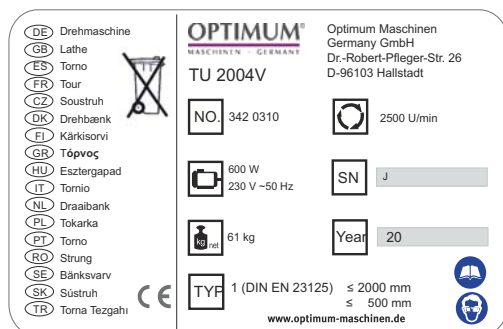 DE Drehmaschine
GB Lathe
ES Torno
FR Tour
CZ Soustruh
DK Drehbænk
FI Kärkisorvi
GR Τόρνος
HU Esztergapad
IT Tornio
NL Draaibank
PL Tokarka
PT Torno
RO Strung
SE Bänksvarv
SK Sústruh
TR Torna Tezgahı
CE
OPTIMUM®
MASCHINEN - GERMANY
TU 2004V
Optimum Maschinen
Germany GmbH
Dr.-Robert-Pfleger-Str. 26
D-96103 Hallstadt
NO. 342 0310
2500 U/min
600 W
230 V ~50 Hz
SN J
kg net 61 kg
Year 20
TYP 1 (DIN EN 23125) ≤ 2000 mm
≤ 500 mm
www.optimum-maschinen.de